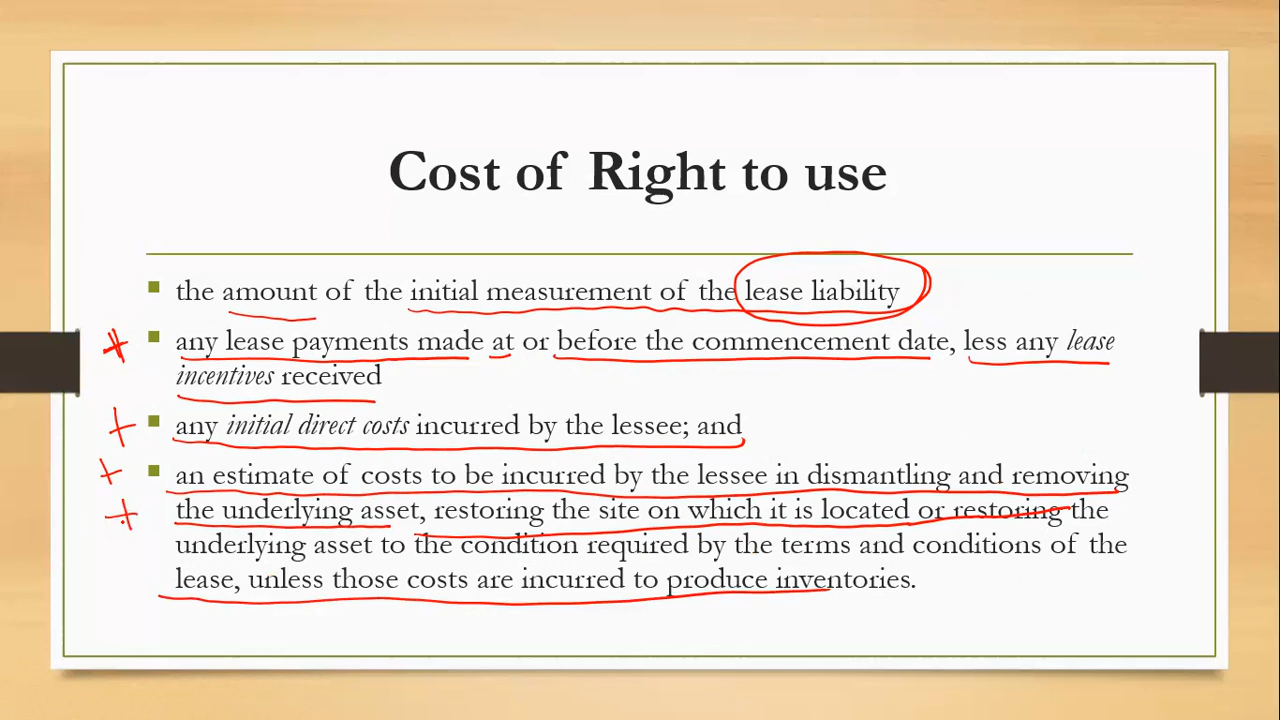 Cost of Right to use
the amount of the initial measurement of the lease liability
any lease payments made at or before the commencement date, less any lease
incentives received
any initial direct costs incurred by the lessee; and
an estimate of costs to be incurred by the lessee in dismantling and removing
the underlying asset, restoring the site on which it is located or restoring the
underlying asset to the condition required by the terms and conditions of the
lease, unless those costs are incurred to produce inventories.